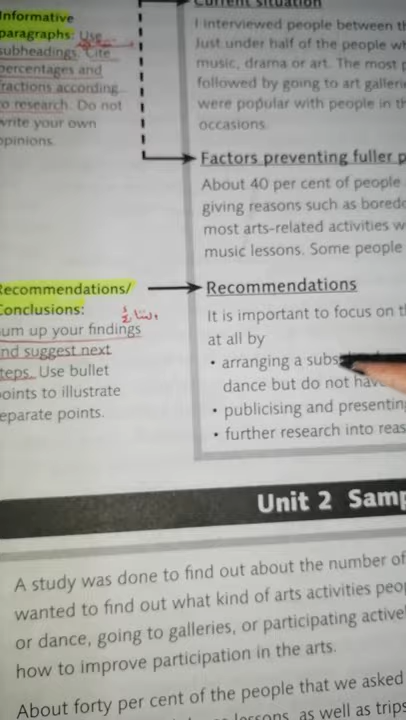 Current situation
Informative
paragraphs: Use
subheadings. Cite
percentages and
fractions according
to research. Do not
write your own
opinions.
I interviewed people between th
Just under half of the people wh
music, drama or art. The most p
followed by going to art galleri
were popular with people in th
occasions.
Factors preventing fuller p
About 40 per cent of people
giving reasons such as bored
most arts-related activities w
music lessons. Some people
Recommendations/
Conclusions:
Sum up your findings
and suggest next
steps. Use bullet
points to illustrate
separate points.
Recommendations
It is important to focus on th
at all by
• arranging a subs
dance but do not hav
• publicising and presentin
• further research into reas
Unit 2 Samp
A study was done to find out about the number of
wanted to find out what kind of arts activities peo
or dance, going to galleries, or participating active
how to improve participation in the arts.
About forty per cent of the people that we asked
lessons, as well as trips